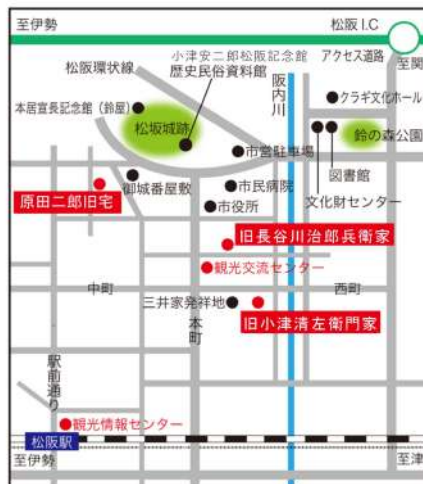 至伊勢
松阪I.C
アクセス道路
至関
小津安二郎松阪記念館
歴史民俗資料館
松阪環状線
阪内川
クラギ文化ホール
本居宣長記念館（鈴屋）
松坂城跡
鈴の森公園
市営駐車場
図書館
御城番屋敷
市民病院
文化財センター
原田二郎旧宅
市役所
旧長谷川治郎兵衛家
観光交流センター
中町
三井家発祥地
西町
旧小津清左衛門家
本町
駅前通り
観光情報センター
松阪駅
至伊勢
至津